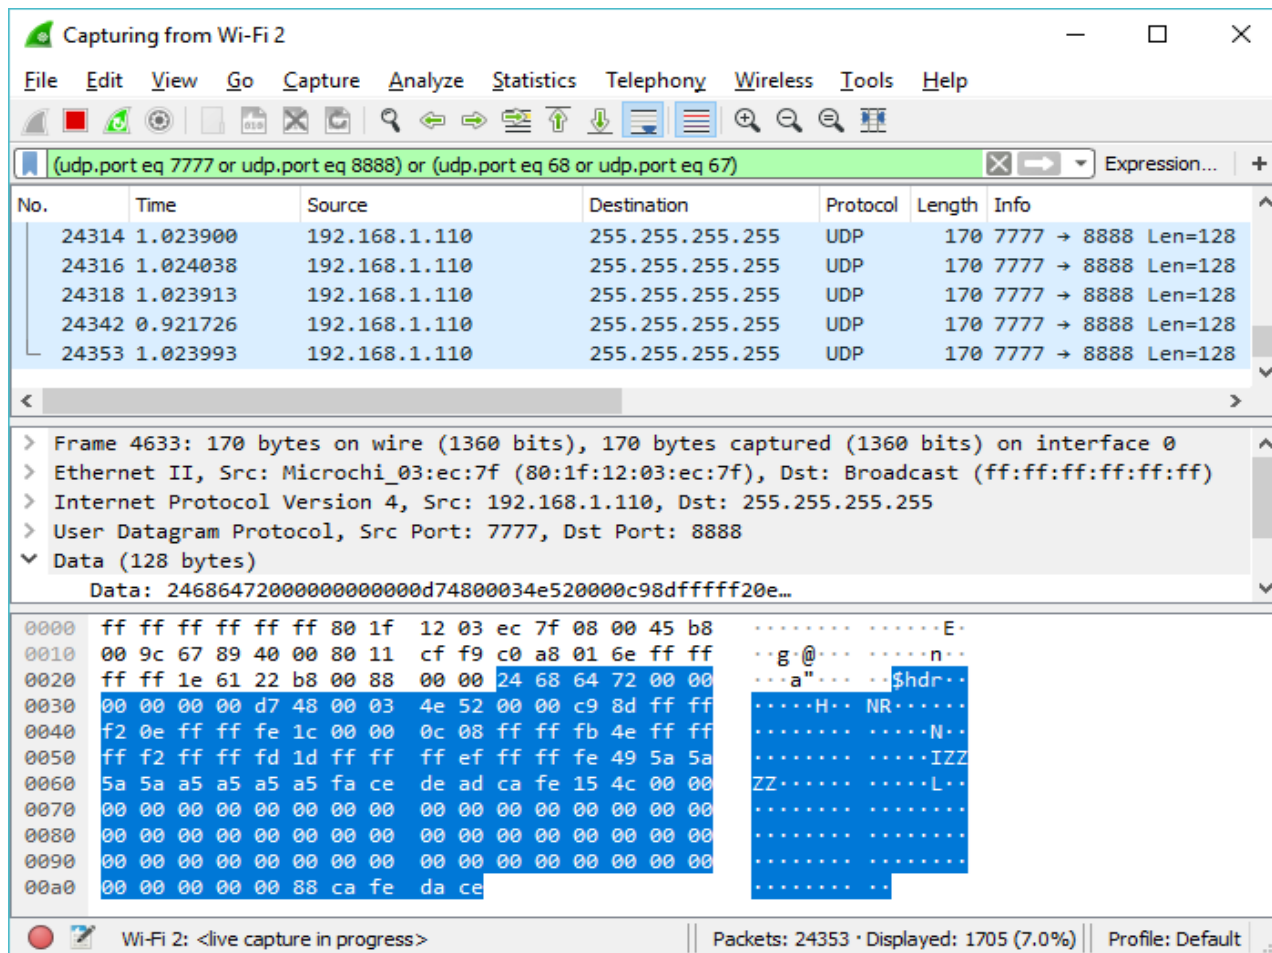 Capturing from Wi-Fi 2
File Edit View Go Capture Analyze Statistics Telephony Wireless Tools Help
(udp.port eq 7777 or udp.port eq 8888) or (udp.port eq 68 or udp.port eq 67) Expression... +
No. Time Source Destination Protocol Length Info
24314 1.023900 192.168.1.110 255.255.255.255 UDP 170 7777 → 8888 Len=128
24316 1.024038 192.168.1.110 255.255.255.255 UDP 170 7777 → 8888 Len=128
24318 1.023913 192.168.1.110 255.255.255.255 UDP 170 7777 → 8888 Len=128
24342 0.921726 192.168.1.110 255.255.255.255 UDP 170 7777 → 8888 Len=128
24353 1.023993 192.168.1.110 255.255.255.255 UDP 170 7777 → 8888 Len=128
> Frame 4633: 170 bytes on wire (1360 bits), 170 bytes captured (1360 bits) on interface 0
> Ethernet II, Src: Microchi_03:ec:7f (80:1f:12:03:ec:7f), Dst: Broadcast (ff:ff:ff:ff:ff:ff)
> Internet Protocol Version 4, Src: 192.168.1.110, Dst: 255.255.255.255
> User Datagram Protocol, Src Port: 7777, Dst Port: 8888
Data (128 bytes)
Data: 24686472000000000000d74800034e520000c98dfffff20e…
0000 ff ff ff ff ff ff 80 1f 12 03 ec 7f 08 00 45 b8 ········ ······E·
0010 00 9c 67 89 40 00 80 11 cf f9 c0 a8 01 6e ff ff ··g·@··· ·····n··
0020 ff ff 1e 61 22 b8 00 88 00 00 24 68 64 72 00 00 ···a"··· ··$hdr··
0030 00 00 00 00 d7 48 00 03 4e 52 00 00 c9 8d ff ff ·····H·· NR······
0040 f2 0e ff ff fe 1c 00 00 0c 08 ff ff fb 4e ff ff ········ ·····N··
0050 ff f2 ff ff fd 1d ff ff ff ef ff ff fe 49 5a 5a ········ ·····IZZ
0060 5a 5a a5 a5 a5 a5 fa ce de ad ca fe 15 4c 00 00 ZZ······ ·····L··
0070 00 00 00 00 00 00 00 00 00 00 00 00 00 00 00 00 ········ ········
0080 00 00 00 00 00 00 00 00 00 00 00 00 00 00 00 00 ········ ········
0090 00 00 00 00 00 00 00 00 00 00 00 00 00 00 00 00 ········ ········
00a0 00 00 00 00 00 88 ca fe da ce ········ ··
Wi-Fi 2: <live capture in progress> Packets: 24353 · Displayed: 1705 (7.0%) Profile: Default